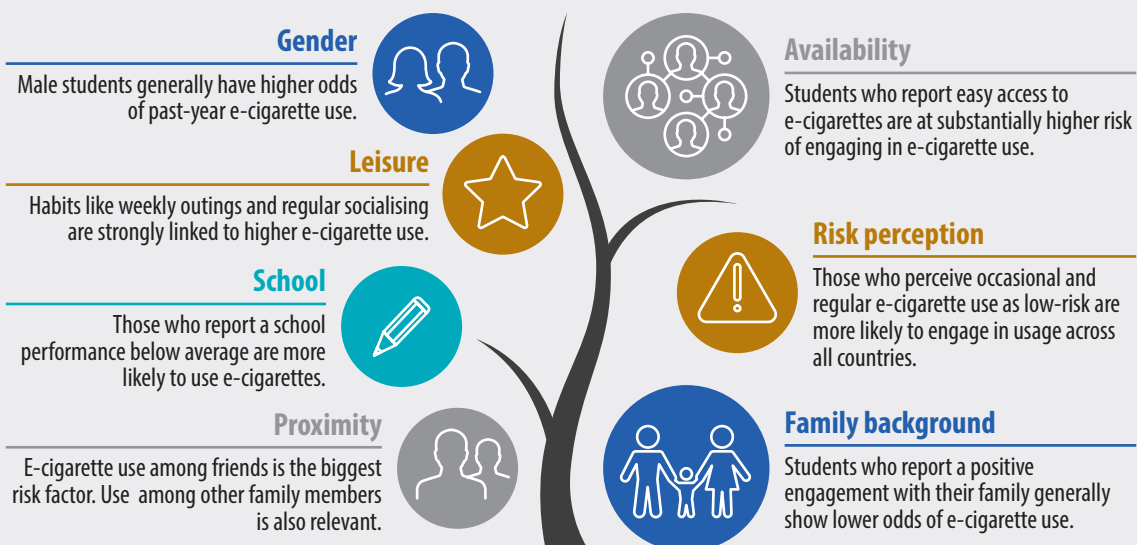 Gender
Male students generally have higher odds
of past-year e-cigarette use.
Leisure
Habits like weekly outings and regular socialising
are strongly linked to higher e-cigarette use.
School
Those who report a school
performance below average are more
likely to use e-cigarettes.
Proximity
E-cigarette use among friends is the biggest
risk factor. Use among other family members
is also relevant.
Availability
Students who report easy access to
e-cigarettes are at substantially higher risk
of engaging in e-cigarette use.
Risk perception
Those who perceive occasional and
regular e-cigarette use as low-risk are
more likely to engage in usage across
all countries.
Family background
Students who report a positive
engagement with their family generally
show lower odds of e-cigarette use.